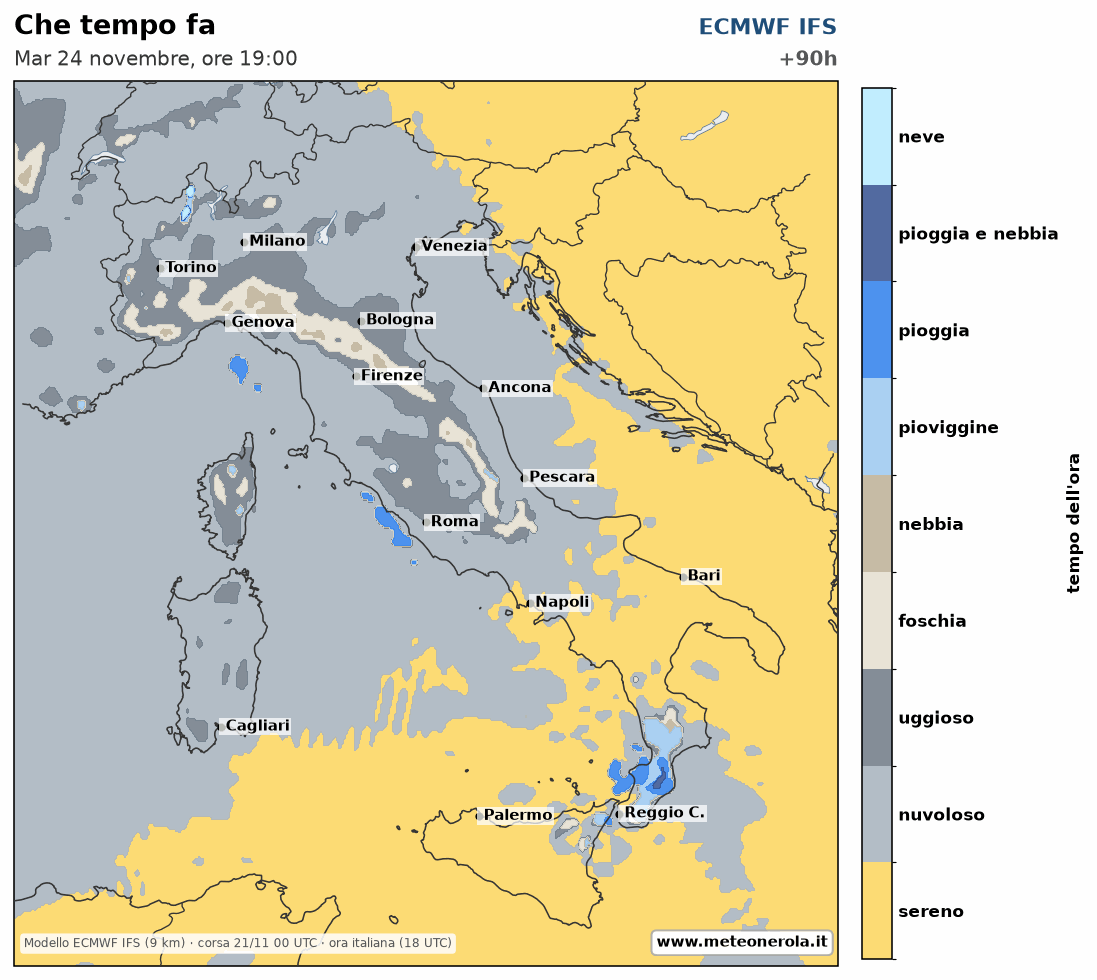 Che tempo fa
ECMWF IFS
Mar 24 novembre, ore 19:00
+90h
neve
pioggia e nebbia
pioggia
pioviggine
nebbia
foschia
uggioso
nuvoloso
sereno
tempo dell'ora
Milano
Venezia
Torino
Genova
Bologna
Firenze
Ancona
Pescara
Roma
Bari
Napoli
Cagliari
Palermo
Reggio C.
Modello ECMWF IFS (9 km) · corsa 21/11 00 UTC · ora italiana (18 UTC)
www.meteonerola.it